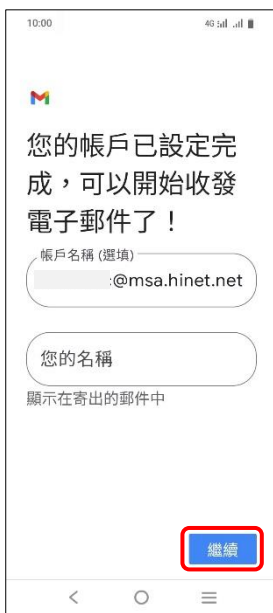 10:00
4G
您的帳戶已設定完
成，可以開始收發
電子郵件了！
帳戶名稱 (選填)
:@msa.hinet.net
您的名稱
顯示在寄出的郵件中
繼續